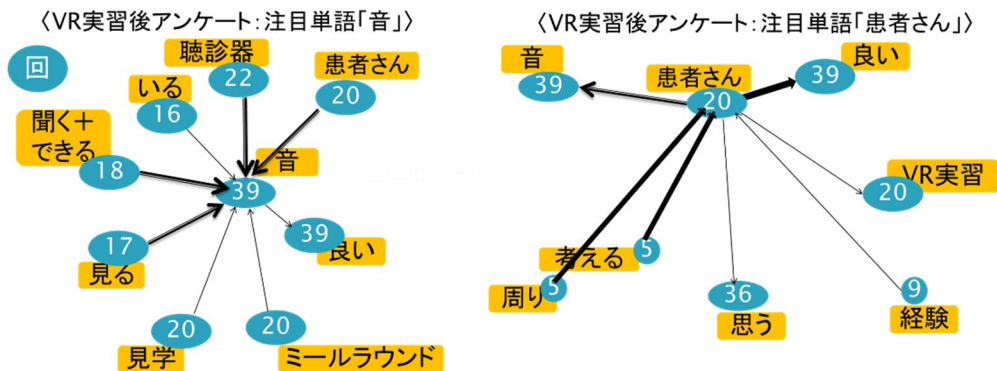 〈VR実習後アンケート:注目単語「音」〉
回
聴診器
22
患者さん
20
いる
16
聞く+
できる
18
音
39
17
見る
39
良い
20
見学
20
ミールラウンド
〈VR実習後アンケート:注目単語「患者さん」〉
音
39
患者さん
20
良い
39
VR実習
20
考える
5
周り
5
36
思う
9
経験